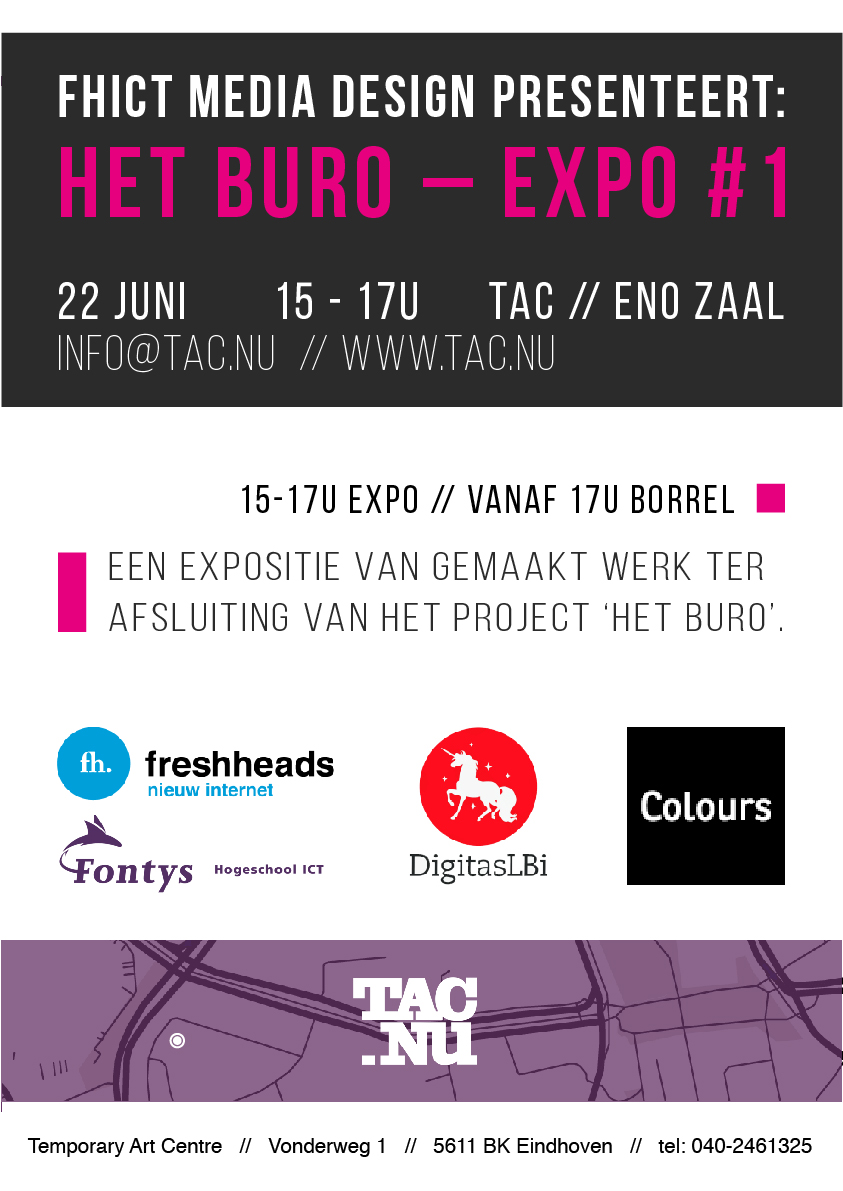 FHICT MEDIA DESIGN PRESENTEERT:
HET BURO – EXPO #1
22 JUNI 15 - 17U TAC // ENO ZAAL
INFO@TAC.NU // WWW.TAC.NU
15-17U EXPO // VANAF 17U BORREL
EEN EXPOSITIE VAN GEMAAKT WERK TER
AFSLUITING VAN HET PROJECT ‘HET BURO’.
fh. freshheads
nieuw internet
Fontys Hogeschool ICT
DigitasLBi
Colours
TAC
.NU
Temporary Art Centre // Vonderweg 1 // 5611 BK Eindhoven // tel: 040-2461325